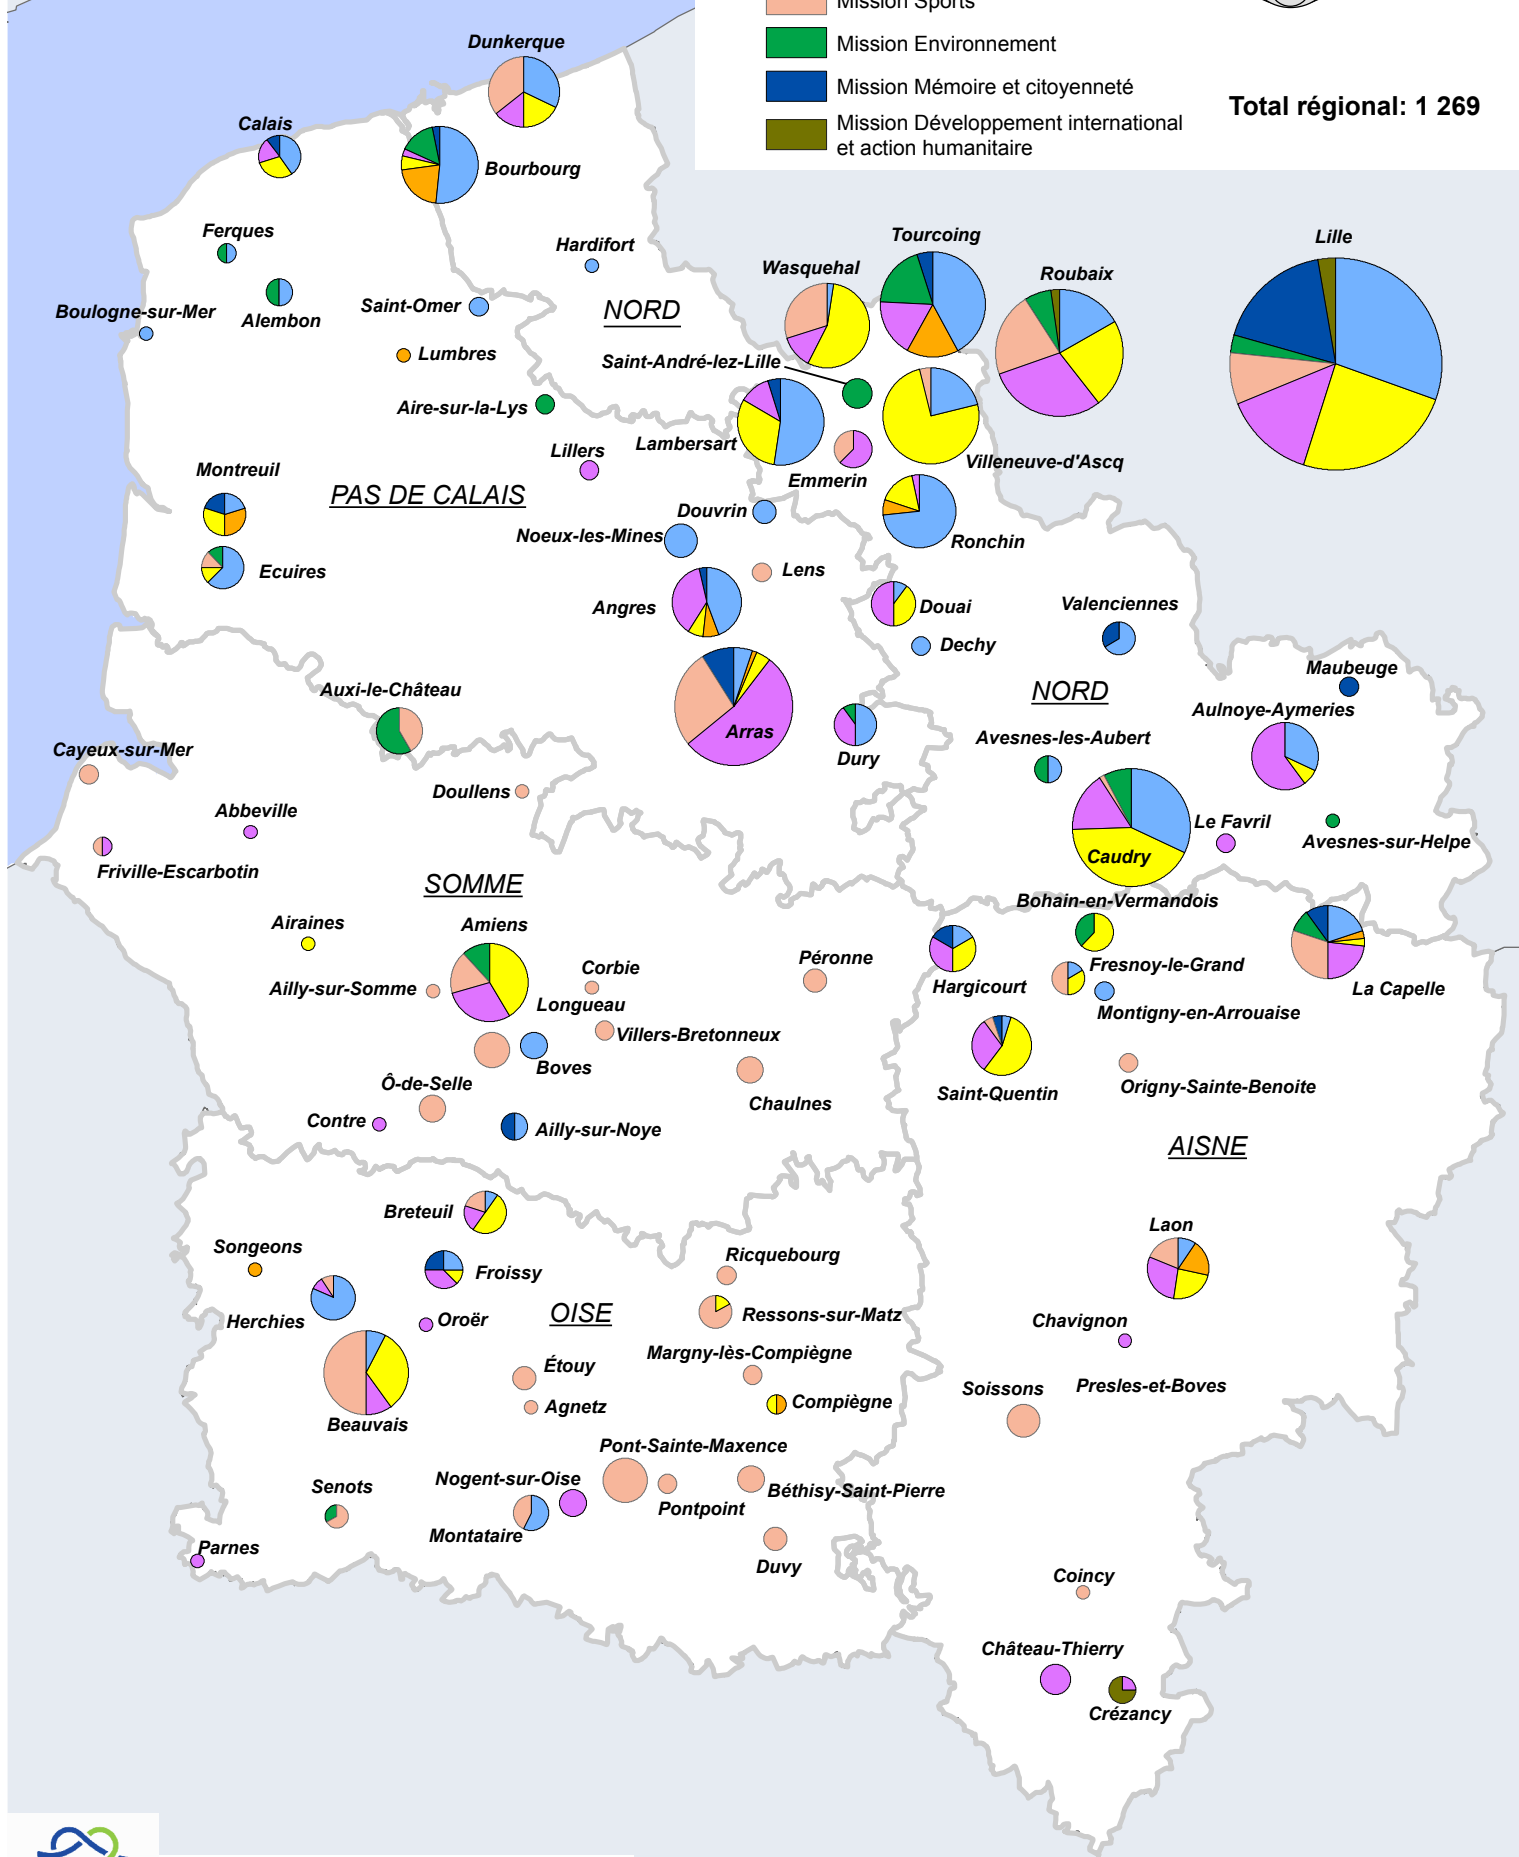 Mission Sports
Mission Environnement
Mission Mémoire et citoyenneté
Mission Développement international
et action humanitaire
Total régional: 1 269
Dunkerque
Calais
Bourbourg
Ferques
Hardifort
Tourcoing
Lille
Wasquehal
Roubaix
Boulogne-sur-Mer
Alembon
Saint-Omer
NORD
Lumbres
Saint-André-lez-Lille
Aire-sur-la-Lys
Lambersart
Lillers
Villeneuve-d'Ascq
Montreuil
Emmerin
PAS DE CALAIS
Douvrin
Noeux-les-Mines
Ronchin
Ecuires
Lens
Angres
Douai
Valenciennes
Dechy
Maubeuge
Auxi-le-Château
NORD
Aulnoye-Aymeries
Arras
Avesnes-les-Aubert
Cayeux-sur-Mer
Dury
Doullens
Abbeville
Le Favril
Avesnes-sur-Helpe
Caudry
Friville-Escarbotin
SOMME
Bohain-en-Vermandois
Airaines
Amiens
Péronne
Corbie
Fresnoy-le-Grand
Ailly-sur-Somme
Hargicourt
La Capelle
Longueau
Montigny-en-Arrouaise
Villers-Bretonneux
Boves
Ô-de-Selle
Origny-Sainte-Benoite
Saint-Quentin
Chaulnes
Contre
Ailly-sur-Noye
AISNE
Breteuil
Laon
Songeons
Ricquebourg
Froissy
OISE
Ressons-sur-Matz
Herchies
Oroër
Chavignon
Margny-lès-Compiègne
Étouy
Soissons
Presles-et-Boves
Agnetz
Compiègne
Beauvais
Pont-Sainte-Maxence
Nogent-sur-Oise
Senots
Béthisy-Saint-Pierre
Pontpoint
Montataire
Parnes
Duvy
Coincy
Château-Thierry
Crézancy